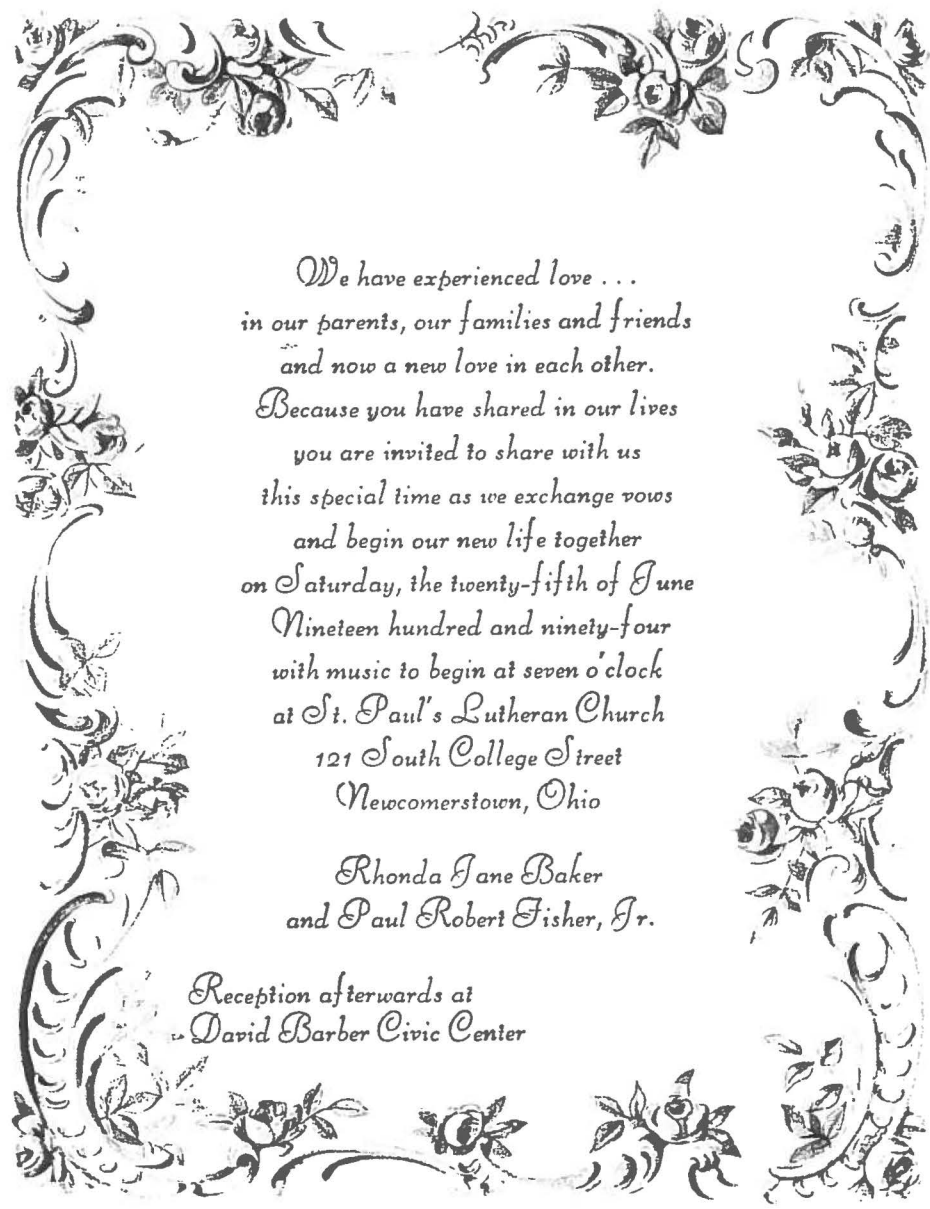 We have experienced love . . .
in our parents, our families and friends
and now a new love in each other.
Because you have shared in our lives
you are invited to share with us
this special time as we exchange vows
and begin our new life together
on Saturday, the twenty-fifth of June
Nineteen hundred and ninety-four
with music to begin at seven o'clock
at St. Paul's Lutheran Church
121 South College Street
Newcomerstown, Ohio
Rhonda Jane Baker
and Paul Robert Fisher, Jr.
Reception afterwards at
David Barber Civic Center